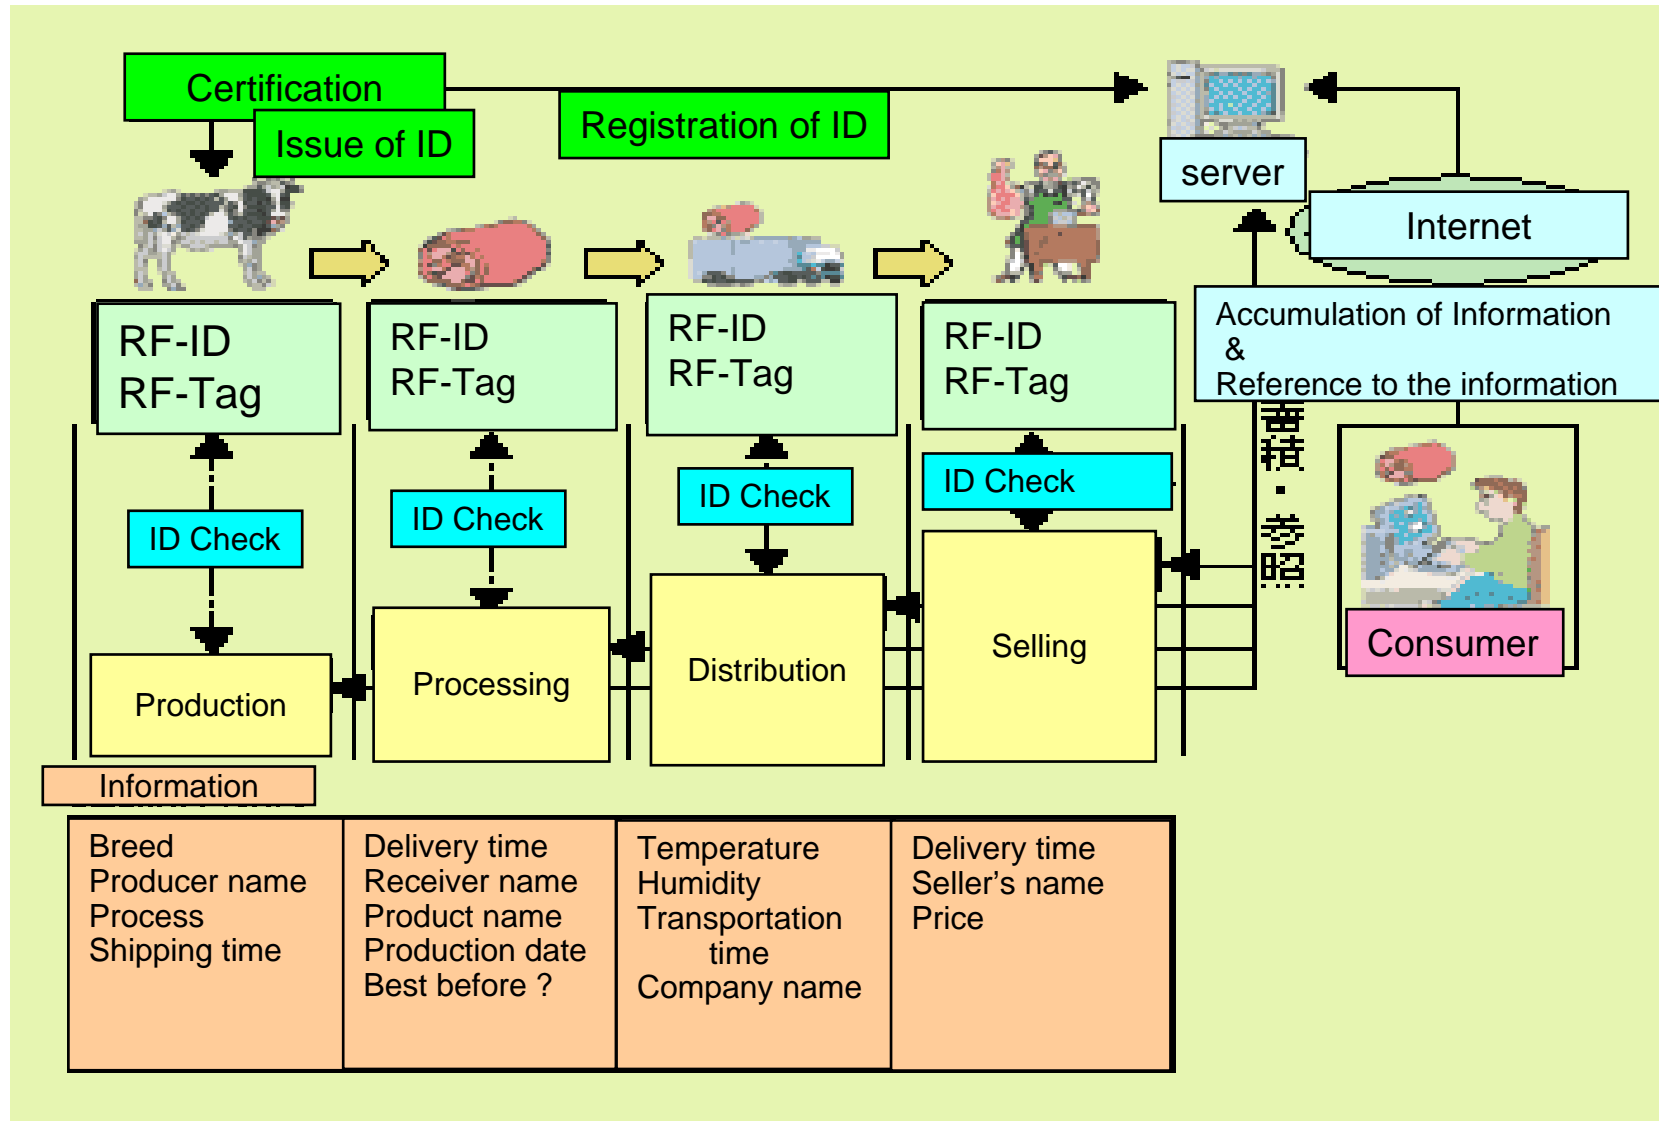 Certification
Issue of ID
Registration of ID
server
Internet
RF-ID
RF-Tag
RF-ID
RF-Tag
RF-ID
RF-Tag
RF-ID
RF-Tag
Accumulation of Information
&
Reference to the information
積・参照
ID Check
ID Check
ID Check
ID Check
Production
Processing
Distribution
Selling
Consumer
Information
Breed
Producer name
Process
Shipping time
Delivery time
Receiver name
Product name
Production date
Best before ?
Temperature
Humidity
Transportation
time
Company name
Delivery time
Seller’s name
Price